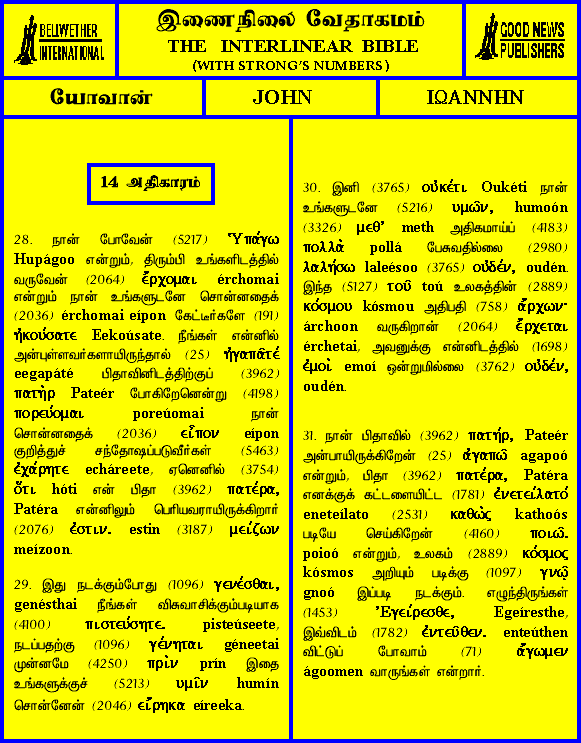 BELLWETHER
INTERNATIONAL
இணைநிலை வேதாகமம்
THE INTERLINEAR BIBLE
(WITH STRONG'S NUMBERS)
GOOD NEWS
PUBLISHERS
யோவான்
JOHN
ΙΩΑΝΝΗΝ
14 அதிகாரம்
28. நான் போவேன் (5217) Ὑπάγω
Hupágoo என்றும், திரும்பி உங்களிடத்தில்
வருவேன் (2064) ἔρχομαι érchomai
என்றும் நான் உங்களுடனே சொன்னதைக்
(2036) érchomai eípon கேட்டீர்களே (191)
ἠκούσατε Eekoúsate. நீங்கள் என்னில்
அன்புள்ளவர்களாயிருந்தால் (25) ἠγαπᾶτέ
eegapáté பிதாவினிடத்திற்குப் (3962)
πατὴρ Pateér போகிறேனென்று (4198)
πορεύομαι poreúomai நான்
சொன்னதைக் (2036) εἶπον eípon
குறித்துச் சந்தோஷப்படுவீர்கள் (5463)
ἐχάρητε echáreete, ஏனெனில் (3754)
ὅτι hóti என் பிதா (3962) πατέρα,
Patéra என்னிலும் பெரியவராயிருக்கிறார்
(2076) ἐστιν. estin (3187) μείζων
meízoon.
29. இது நடக்கும்போது (1096) γενέσθαι,
genésthai நீங்கள் விசுவாசிக்கும்படியாக
(4100) πιστεύσητε. pisteúseete,
நடப்பதற்கு (1096) γένηται géneetai
முன்னமே (4250) πρὶν prín இதை
உங்களுக்குச் (5213) υμῖν humín
சொன்னேன் (2046) εἴρηκα eíreeka.
30. இனி (3765) οὐκέτι Oukéti நான்
உங்களுடனே (5216) υμῶν, humoón
(3326) μεθ’ meth அதிகமாய்ப் (4183)
πολλὰ pollá பேசுவதில்லை (2980)
λαλήσω laleésoo (3765) οὐδέν, oudén.
இந்த (5127) τοῦ toú உலகத்தின் (2889)
κόσμου kósmou அதிபதி (758) ἄρχων·
árchoon வருகிறான் (2064) ἔρχεται
érchetai, அவனுக்கு என்னிடத்தில் (1698)
ἐμοὶ emoí ஒன்றுமில்லை (3762) οὐδέν,
oudén.
31. நான் பிதாவில் (3962) πατήρ, Pateér
அன்பாயிருக்கிறேன் (25) ἀγαπῶ agapoó
என்றும், பிதா (3962) πατέρα, Patéra
எனக்குக் கட்டளையிட்ட (1781) ἐνετείλατό
eneteílato (2531) καθὼς kathoós
படியே செய்கிறேன் (4160) ποιῶ.
poioó என்றும், உலகம் (2889) κόσμος
kósmos அறியும் படிக்கு (1097) γνῷ
gnoó இப்படி நடக்கும். எழுந்திருங்கள்
(1453) ’Εγείρεσθε, Egeíresthe,
இவ்விடம் (1782) ἐντεῦθεν. enteúthen
விட்டுப் போவாம் (71) ἄγωμεν
ágoomen வாருங்கள் என்றார்.